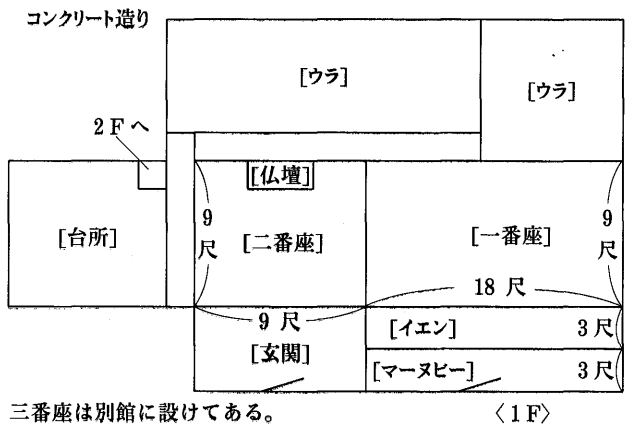 コンクリート造り
[ウラ]
[ウラ]
2Fへ
[仏壇]
9尺
9尺
[台所]
[二番座]
[一番座]
18尺
9尺
[イエン] 3尺
[玄関]
[マーヌビー] 3尺
三番座は別館に設けてある。 〈1F〉